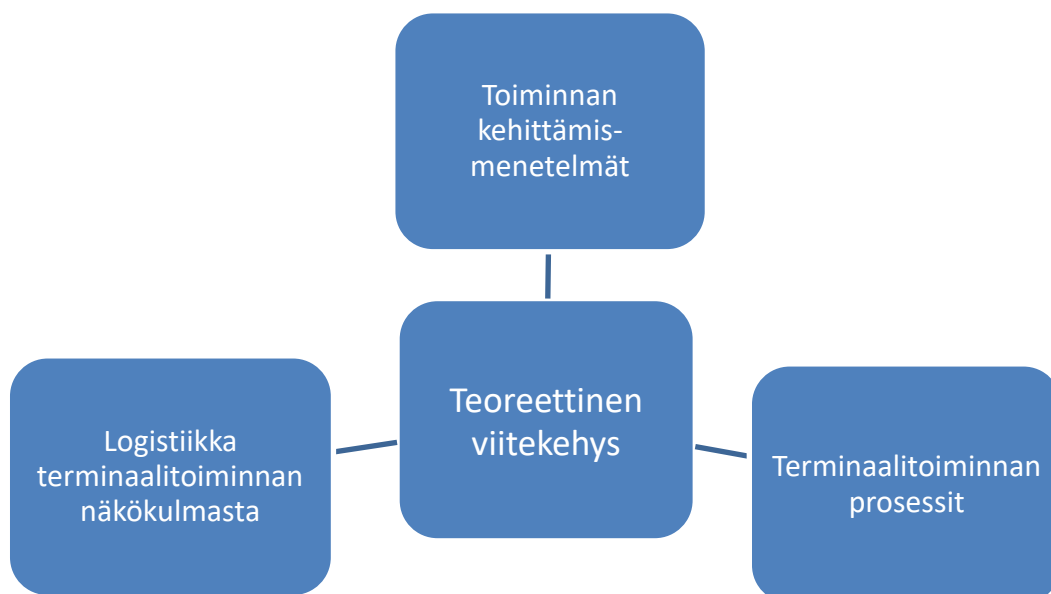 Toiminnan
kehittämis-
menetelmät
Teoreettinen
viitekehys
Logistiikka
terminaalitoiminnan
näkökulmasta
Terminaalitoiminnan
prosessit